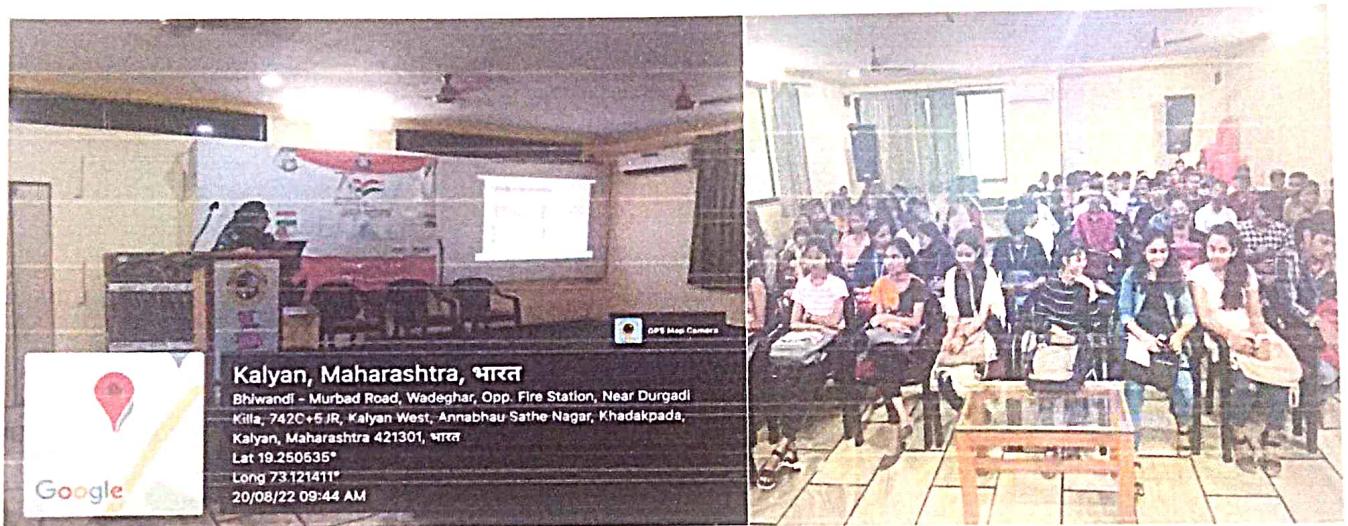 GPS Map Camera
Kalyan, Maharashtra, भारत
Bhiwandi - Murbad Road, Wadeghar, Opp. Fire Station, Near Durgadi
Killa, 742C+5JR, Kalyan West, Annabhau Sathe Nagar, Khadakpada,
Kalyan, Maharashtra 421301, भारत
Lat 19.250535°
Long 73.121411°
20/08/22 09:44 AM
Google